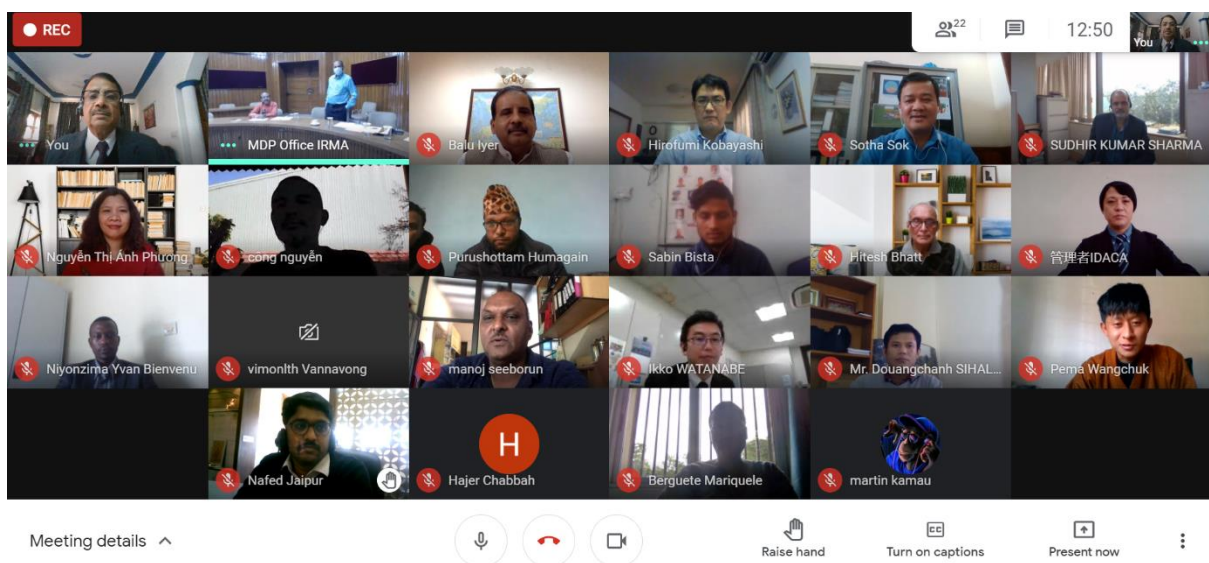 REC
22
12:50
You
You
MDP Office IRMA
Balu Iyer
Hirofumi Kobayashi
Sotha Sok
SUDHIR KUMAR SHARMA
Nguyễn Thị Ánh Phương
công nguyễn
Purushottam Humagain
Sabin Bista
Hitesh Bhatt
管理者IDACA
Niyonzima Yvan Bienvenu
vimonlth Vannavong
manoj seeborun
Ikko WATANABE
Mr. Douangchanh SIHAL...
Pema Wangchuk
Nafed Jaipur
H
Hajer Chabbah
Berguete Mariquele
martin kamau
Meeting details
Raise hand
CC
Turn on captions
Present now